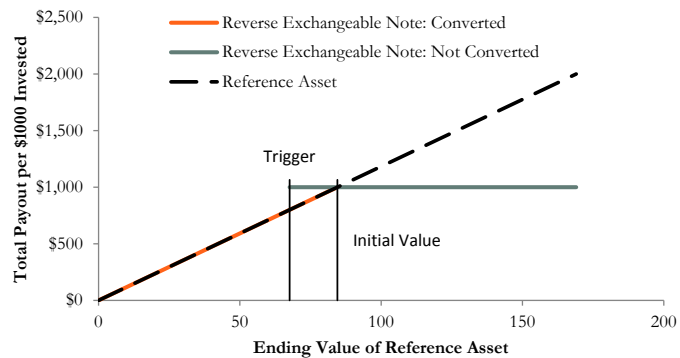 $2,500
$2,000
$1,500
$1,000
$500
$0
Total Payout per $1000 Invested
Reverse Exchangeable Note: Converted
Reverse Exchangeable Note: Not Converted
Reference Asset
Trigger
Initial Value
0
50
100
150
200
Ending Value of Reference Asset